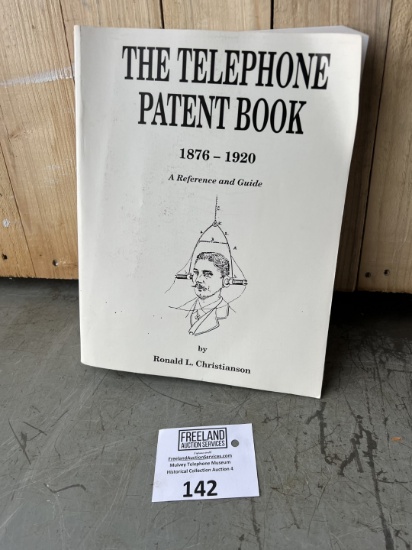 THE TELEPHONE
PATENT BOOK
1876 – 1920
A Reference and Guide
by
Ronald L. Christianson
FREELAND
AUCTION SERVICES
FreelandAuctionServices.com
Mulvey Telephone Museum
Historical Collection Auction 4
142